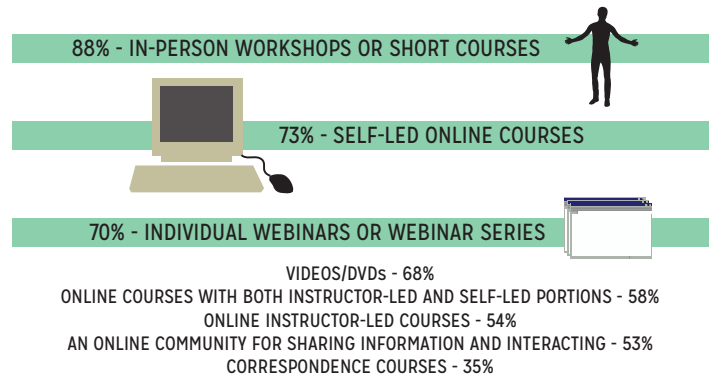 88% - IN-PERSON WORKSHOPS OR SHORT COURSES
73% - SELF-LED ONLINE COURSES
70% - INDIVIDUAL WEBINARS OR WEBINAR SERIES
VIDEOS/DVDs - 68%
ONLINE COURSES WITH BOTH INSTRUCTOR-LED AND SELF-LED PORTIONS - 58%
ONLINE INSTRUCTOR-LED COURSES - 54%
AN ONLINE COMMUNITY FOR SHARING INFORMATION AND INTERACTING - 53%
CORRESPONDENCE COURSES - 35%